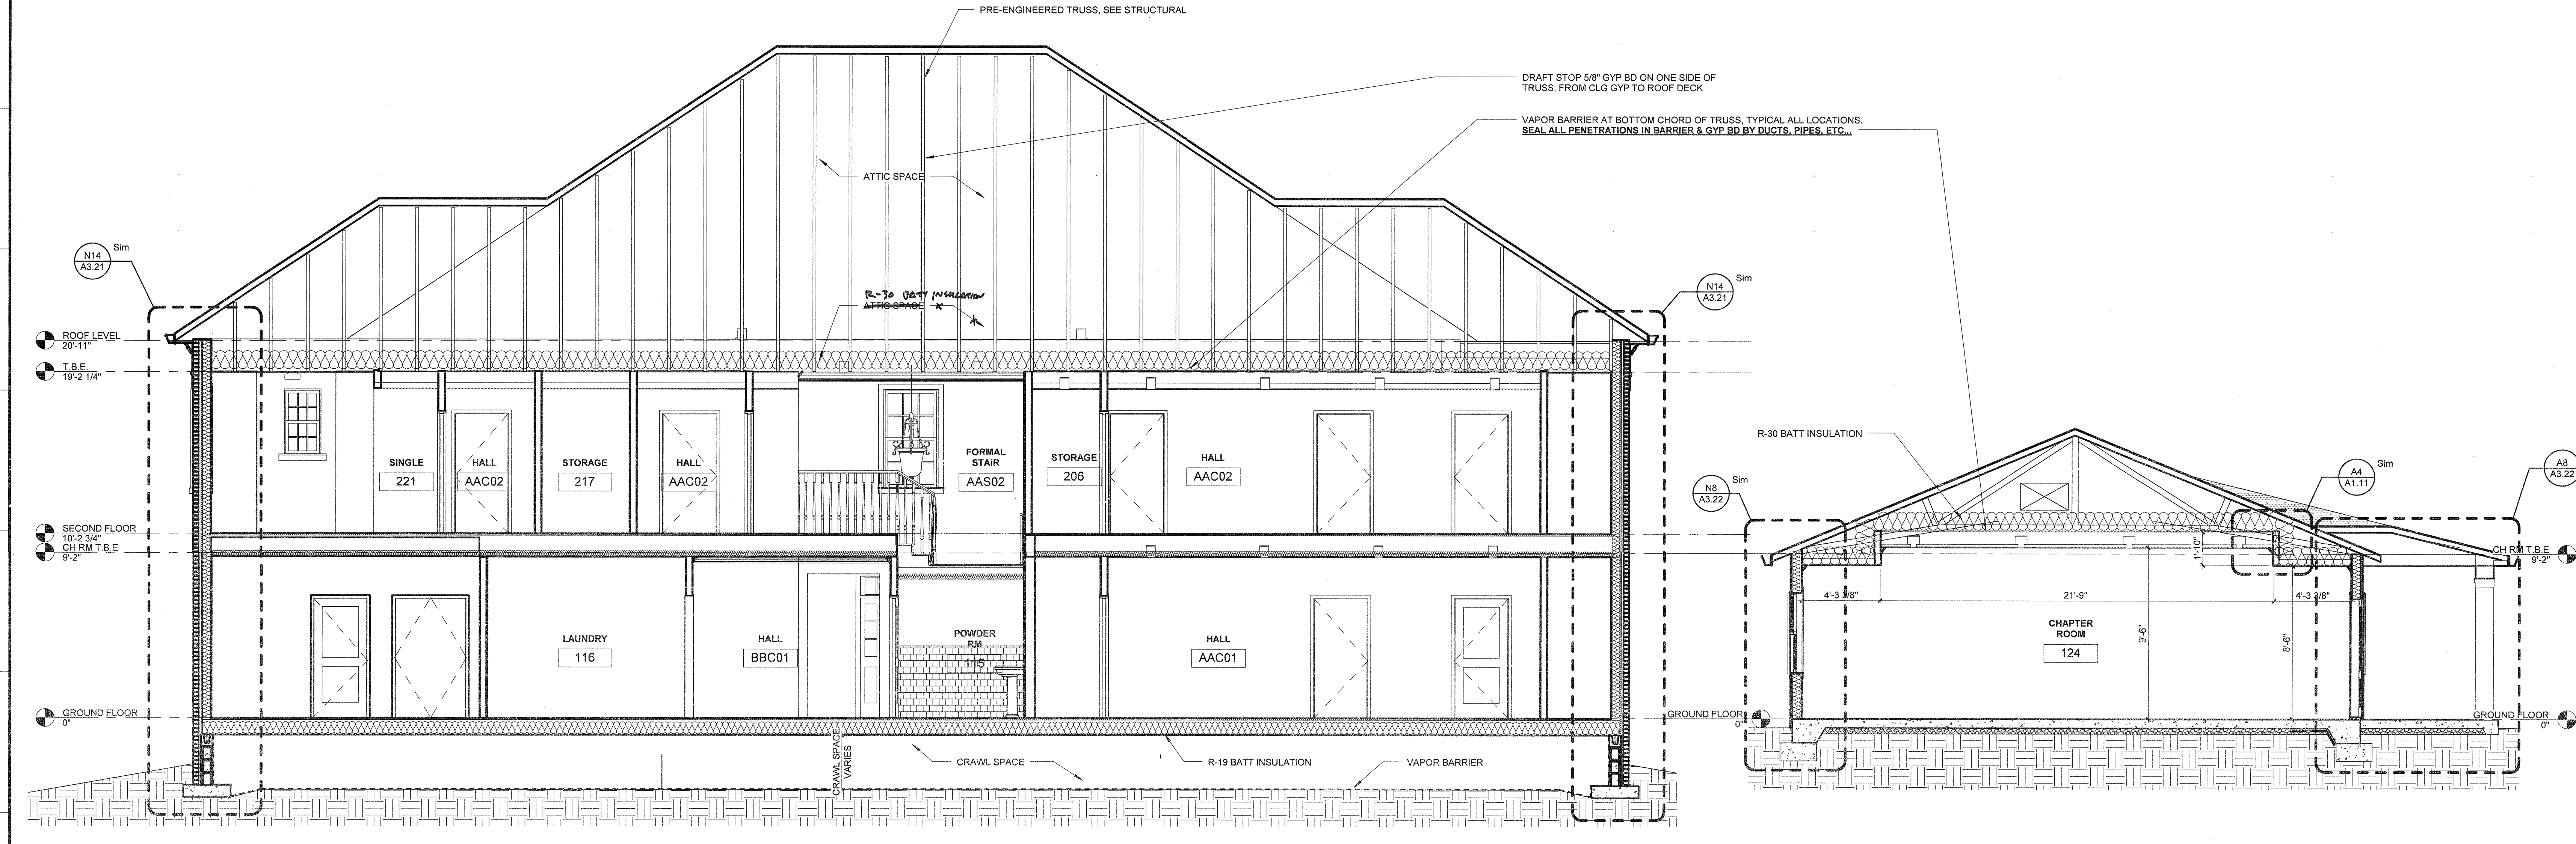 PRE-ENGINEERED TRUSS, SEE STRUCTURAL
DRAFT STOP 5/8" GYP BD ON ONE SIDE OF
TRUSS, FROM CLG GYP TO ROOF DECK
VAPOR BARRIER AT BOTTOM CHORD OF TRUSS, TYPICAL ALL LOCATIONS.
SEAL ALL PENETRATIONS IN BARRIER & GYP BD BY DUCTS, PIPES, ETC...
ATTIC SPACE
N14
A3.21
Sim
N14
A3.21
Sim
R-30 BATT INSULATION
ATTIC SPACE
ROOF LEVEL
20'-11"
T.B.E.
19'-2 1/4"
SECOND FLOOR
10'-2 3/4"
CH RM T.B.E
9'-2"
GROUND FLOOR
0"
SINGLE
221
HALL
AAC02
STORAGE
217
HALL
AAC02
FORMAL
STAIR
AAS02
STORAGE
206
HALL
AAC02
LAUNDRY
116
HALL
BBC01
POWDER
RM
115
HALL
AAC01
CRAWL SPACE
VARIES
CRAWL SPACE
R-19 BATT INSULATION
VAPOR BARRIER
R-30 BATT INSULATION
N8
A3.22
Sim
A4
A1.11
Sim
A8
A3.22
1'-10"
CH RM T.B.E
9'-2"
4'-3 3/8"
21'-9"
4'-3 3/8"
CHAPTER
ROOM
124
9'-6"
8'-6"
GROUND FLOOR
0"
GROUND FLOOR
0"